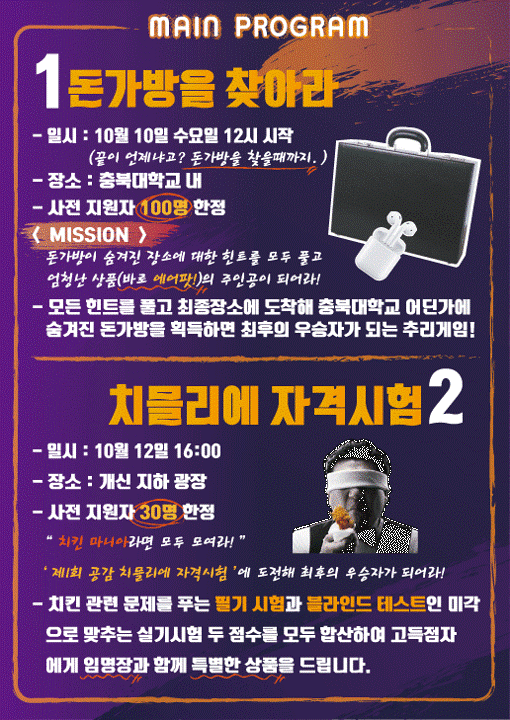 MAIN PROGRAM
1 돈가방을 찾아라
- 일시 : 10월 10일 수요일 12시 시작
(끝이 언제냐고? 돈가방을 찾을때까지. )
- 장소 : 충북대학교 내
- 사전 지원자 100명 한정
< MISSION >
돈가방이 숨겨진 장소에 대한 힌트를 모두 풀고
엄청난 상품(바로 에어팟!)의 주인공이 되어라!
- 모든 힌트를 풀고 최종장소에 도착해 충북대학교 어딘가에
숨겨진 돈가방을 획득하면 최후의 우승자가 되는 추리게임!
치믈리에 자격시험 2
- 일시 : 10월 12일 16:00
- 장소 : 개신 지하 광장
- 사전 지원자 30명 한정
“ 치킨 마니아라면 모두 모여라! ”
‘ 제1회 공감 치믈리에 자격시험 ’에 도전해 최후의 우승자가 되어라!
- 치킨 관련 문제를 푸는 필기 시험과 블라인드 테스트인 미각
으로 맞추는 실기시험 두 점수를 모두 합산하여 고득점자
에게 임명장과 함께 특별한 상품을 드립니다.